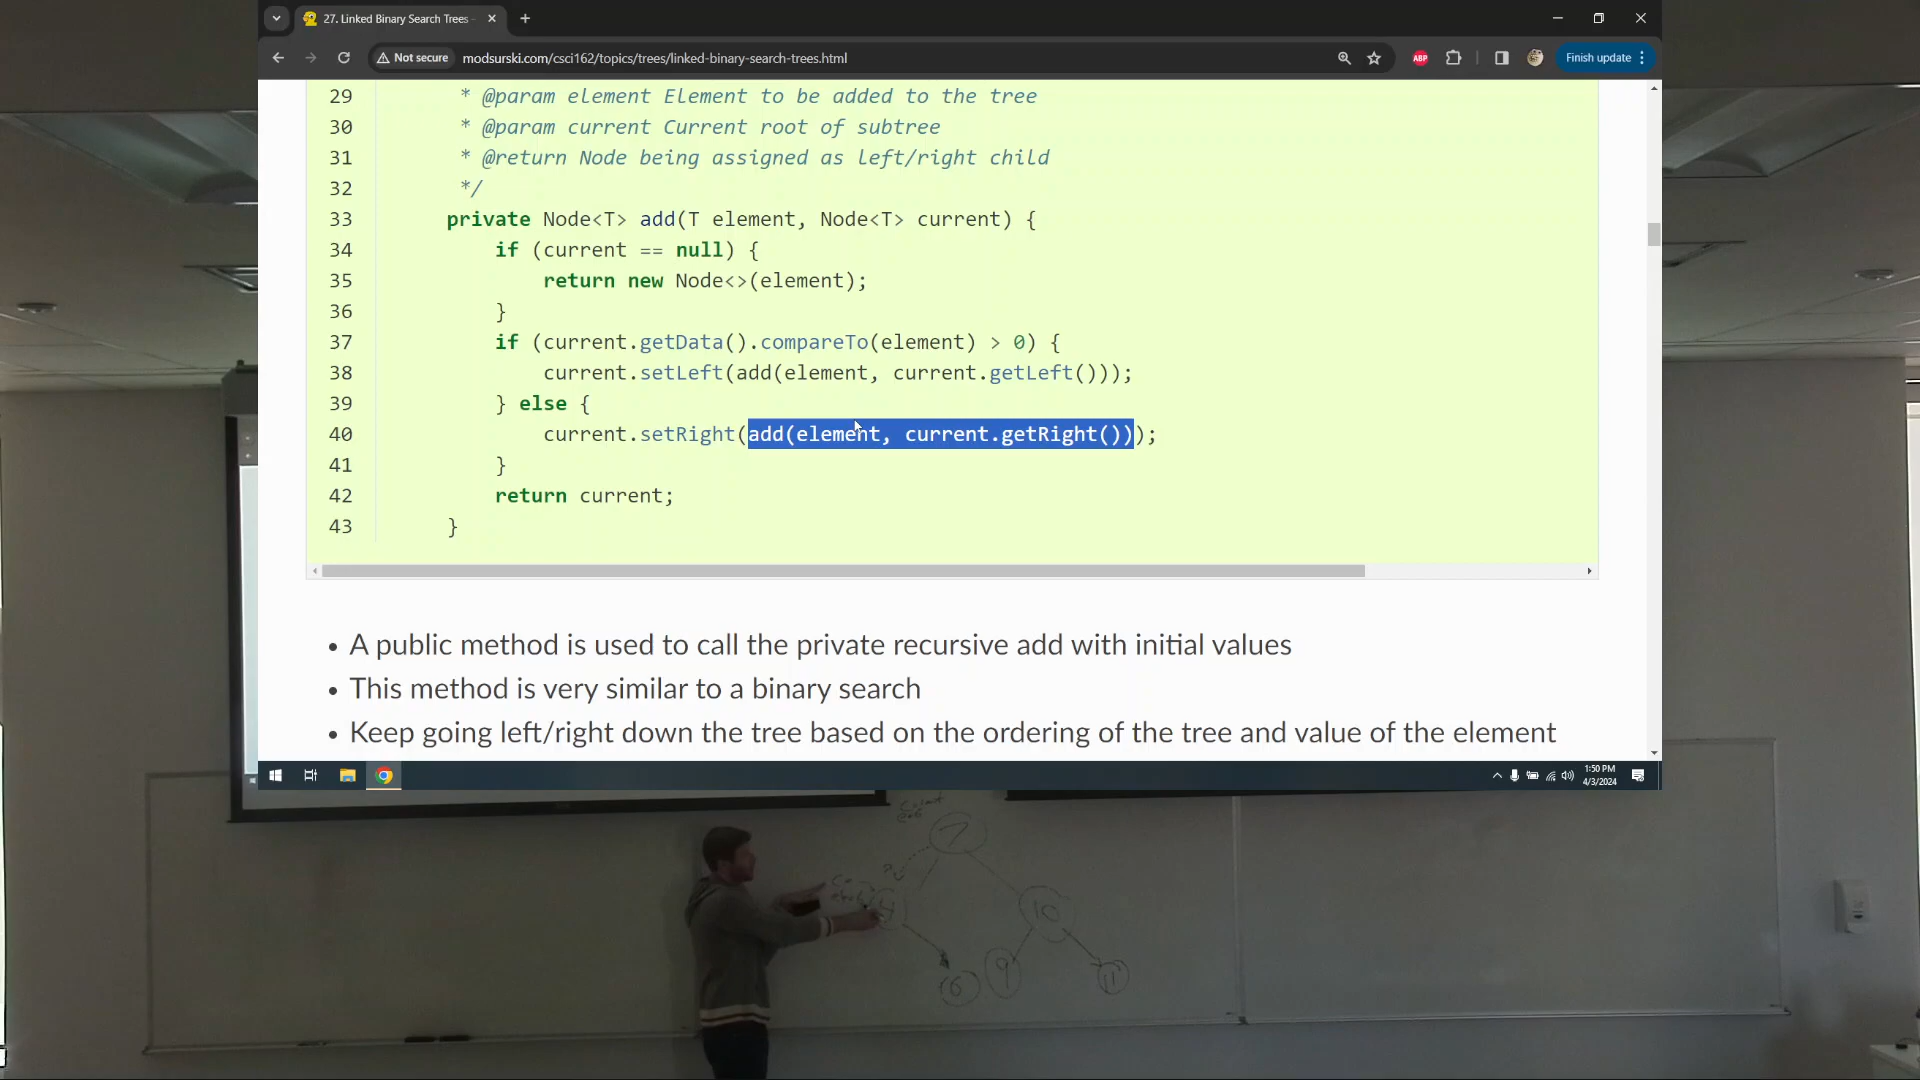 27. Linked Binary Search Trees
Not secure modsurski.com/csci162/topics/trees/linked-binary-search-trees.html ABP Finish update
29 * @param element Element to be added to the tree
30 * @param current Current root of subtree
31 * @return Node being assigned as left/right child
32 */
33 private Node<T> add(T element, Node<T> current) {
34 if (current == null) {
35 return new Node<>(element);
36 }
37 if (current.getData().compareTo(element) > 0) {
38 current.setLeft(add(element, current.getLeft()));
39 } else {
40 current.setRight(add(element, current.getRight()));
41 }
42 return current;
43 }
• A public method is used to call the private recursive add with initial values
• This method is very similar to a binary search
• Keep going left/right down the tree based on the ordering of the tree and value of the element
1:50 PM
4/3/2024
7
4 10
6 9 11